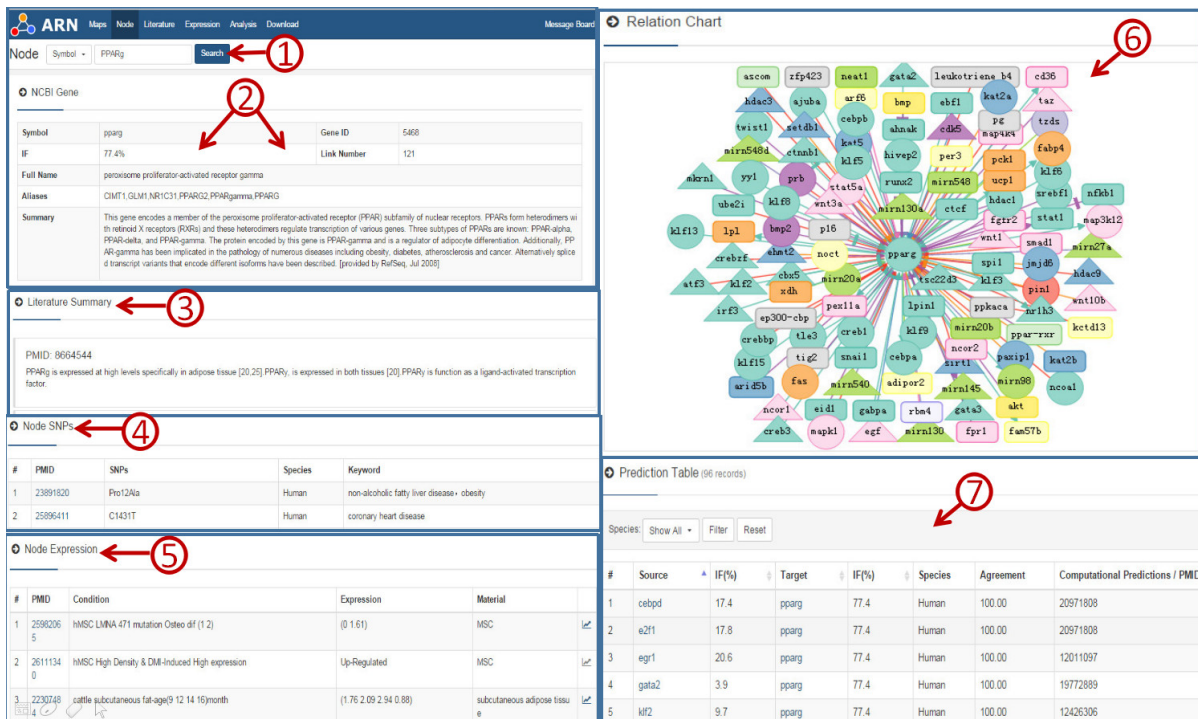 ARN Maps Node Literature Expression Analysis Download Message Board
Node Symbol PPARg Search
1
NCBI Gene
2
Symbol pparg Gene ID 5468
IF 77.4% Link Number 121
Full Name peroxisome proliferator-activated receptor gamma
Aliases CIMT1,GLM1,NR1C31,PPARG2,PPARgamma,PPARG
Summary This gene encodes a member of the peroxisome proliferator-activated receptor (PPAR) subfamily of nuclear receptors. PPARs form heterodimers wi
th retinoid X receptors (RXRs) and these heterodimers regulate transcription of various genes. Three subtypes of PPARs are known: PPAR-alpha,
PPAR-delta, and PPAR-gamma. The protein encoded by this gene is PPAR-gamma and is a regulator of adipocyte differentiation. Additionally, PP
AR-gamma has been implicated in the pathology of numerous diseases including obesity, diabetes, atherosclerosis and cancer. Alternatively splice
d transcript variants that encode different isoforms have been described. [provided by RefSeq, Jul 2008]
Literature Summary
3
PMID: 8664544
PPARg is expressed at high levels specifically in adipose tissue [20,25].PPARγ, is expressed in both tissues [20].PPARγ is function as a ligand-activated transcription
factor.
Node SNPs
4
# PMID SNPs Species Keyword
1 23891820 Pro12Ala Human non-alcoholic fatty liver disease, obesity
2 25896411 C1431T Human coronary heart disease
Node Expression
5
# PMID Condition Expression Material
1 2598206 hMSC LMNA 471 mutation Osteo dif (1 2) (0 1.61) MSC
5
2 2611134 hMSC High Density & DMI-Induced High expression Up-Regulated MSC
0
3 2230748 cattle subcutaneous fat-age(9 12 14 16)month (1.76 2.09 2.94 0.88) subcutaneous adipose tissu
4 e
Relation Chart
6
ascom zfp423 neat1 gata2 leukotriene b4 cd36
hdac3 ajuba arf6 bmp ebf1 kat2a taz
twist1 setdb1 cebpb ahnak cdk5 pg map4k4 tzds
mirn548d ctnnb1 kat5 klf5 hivep2 per3 pck1 fabp4
mkrn1 yy1 prb stat5a runx2 mirn548 ucp1 klf6
ube2i klf8 wnt3a mirn130a ctcf hdac1 srebf1 nfkb1
klf13 lpl bmp2 p16 fgtr2 stat1 map3k12
crebzf ehmt2 noct pparg wnt1 smad1 mirn27a
atf3 klf2 cbx5 xdh mirn20a tsc22d3 spi1 klf3 jmjd6 hdac9
irf3 ep300-cbp pex11a lpin1 ppkaca pin1 nr1h3 wnt10b
crebbp tle3 creb1 klf9 mirn20b ppar-rxr kctd13
klf15 tig2 snai1 cebpa ncor2 sirt1 paxip1 kat2b
arid5b fas mirn540 adipor2 mirn145 mirn98 ncoa1
ncor1 eid1 gabpa rbm4 gata3 akt
creb3 mapk1 egf mirn130 fpr1 fam57b
Prediction Table (96 records)
7
Species: Show All Filter Reset
# Source IF(%) Target IF(%) Species Agreement Computational Predictions / PMID
1 cebpd 17.4 pparg 77.4 Human 100.00 20971808
2 e2f1 17.8 pparg 77.4 Human 100.00 20971808
3 egr1 20.6 pparg 77.4 Human 100.00 12011097
4 gata2 3.9 pparg 77.4 Human 100.00 19772889
5 klf2 9.7 pparg 77.4 Human 100.00 12426306